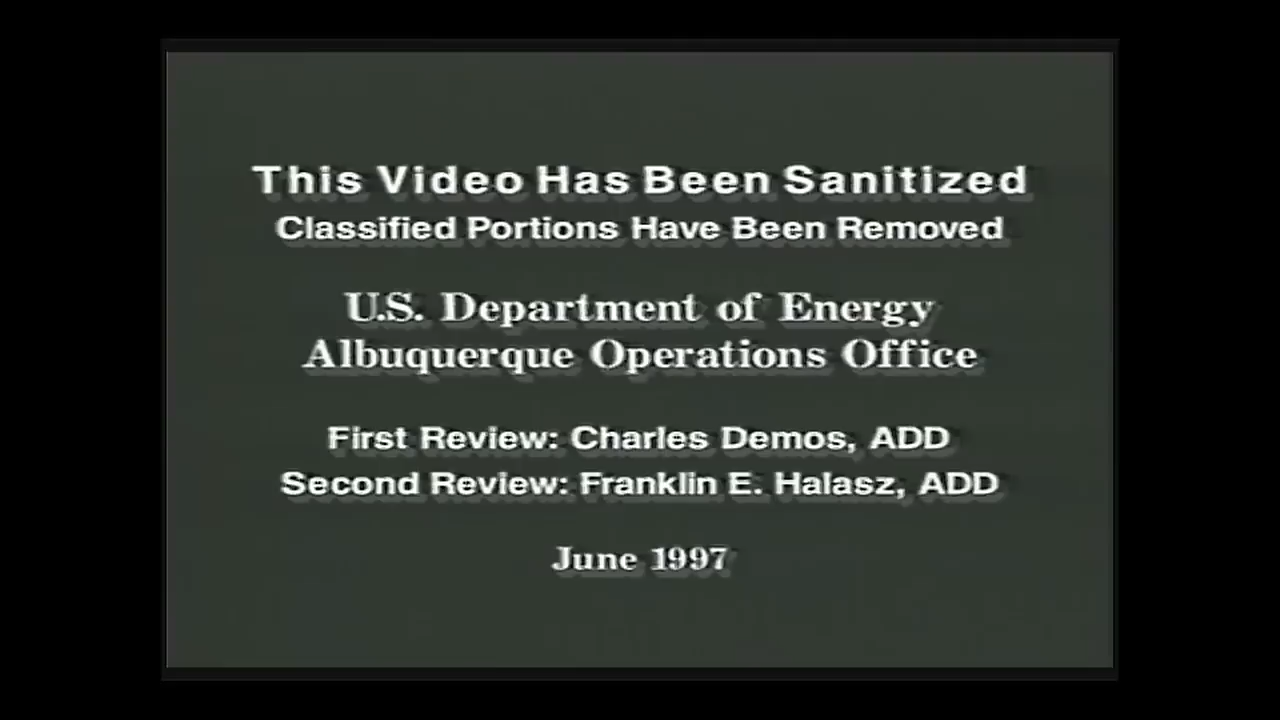 This Video Has Been Sanitized
Classified Portions Have Been Removed
U.S. Department of Energy
Albuquerque Operations Office
First Review: Charles Demos, ADD
Second Review: Franklin E. Halasz, ADD
June 1997